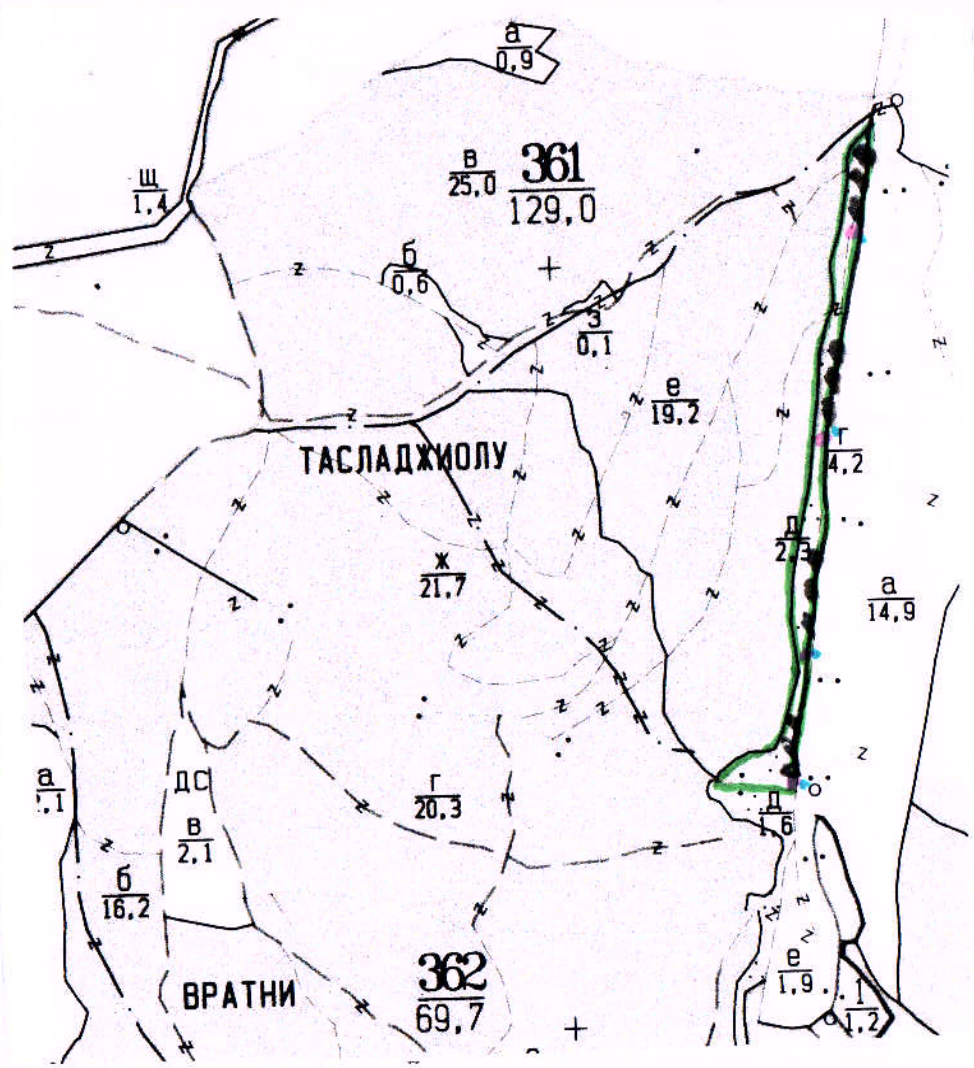 а
0,9
в
25,0
361
129,0
щ
1,4
б
0,6
з
0,1
е
19,2
г
4,2
ТАСЛАДЖИОЛУ
д
2,3
ж
21,7
а
14,9
а
ДС
в
2,1
г
20,3
д
1,6
б
16,2
362
69,7
ВРАТНИ
е
1,9
1
1,2